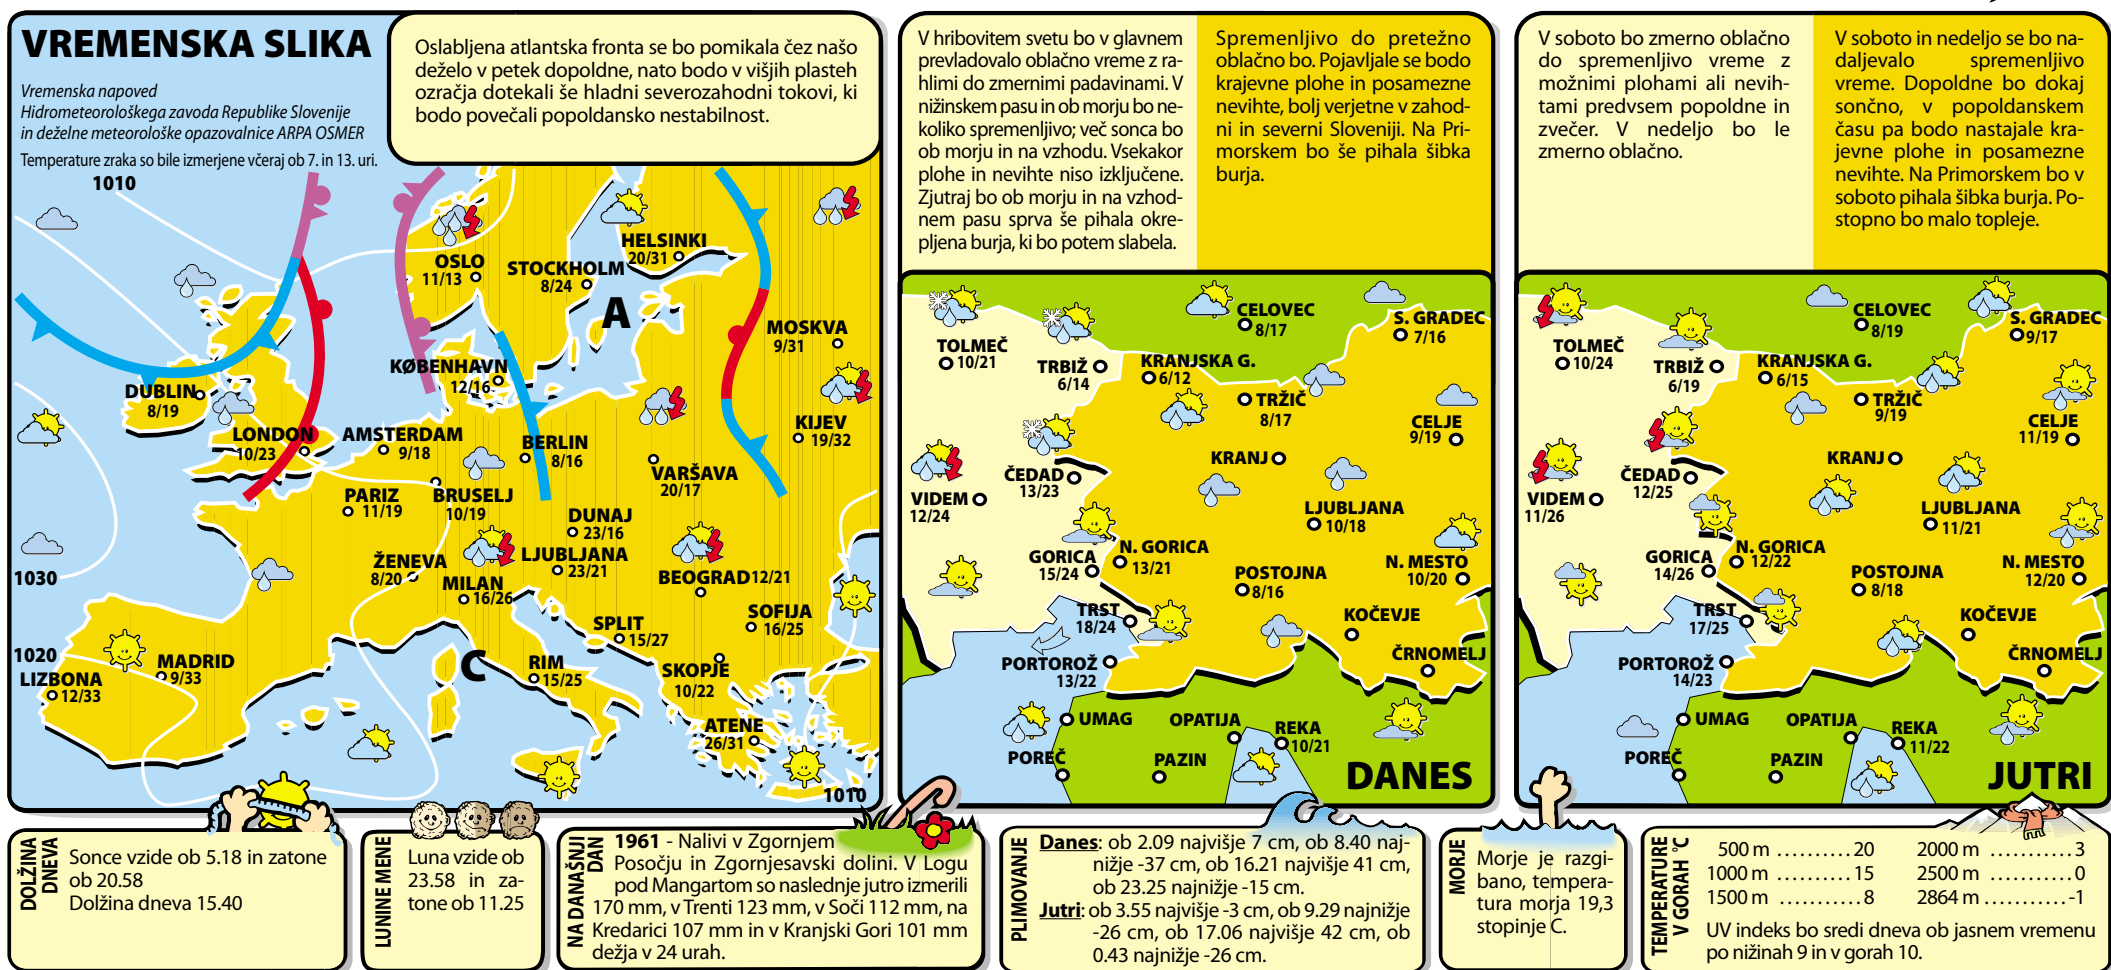 VREMENSKA SLIKA
Vremenska napoved
Hidrometeorološkega zavoda Republike Slovenije
in deželne meteorološke opazovalnice ARPA OSMER
Temperature zraka so bile izmerjene včeraj ob 7. in 13. uri.
Oslabljena atlantska fronta se bo pomikala čez našo
deželo v petek dopoldne, nato bodo v višjih plasteh
ozračja dotekali še hladni severozahodni tokovi, ki
bodo povečali popoldansko nestabilnost.
1010
HELSINKI
20/31
OSLO
11/13
STOCKHOLM
8/24
A
MOSKVA
9/31
KØBENHAVN
12/16
DUBLIN
8/19
KIJEV
19/32
LONDON
10/23
AMSTERDAM
9/18
BERLIN
8/16
VARŠAVA
20/17
PARIZ
11/19
BRUSELJ
10/19
DUNAJ
23/16
LJUBLJANA
23/21
ŽENEVA
8/20
1030
MILAN
16/26
BEOGRAD 12/21
SOFIJA
16/25
SPLIT
15/27
1020
LIZBONA
12/33
MADRID
9/33
C
RIM
15/25
SKOPJE
10/22
ATENE
26/31
1010
V hribovitem svetu bo v glavnem
prevladovalo oblačno vreme z ra-
hlimi do zmernimi padavinami. V
nižinskem pasu in ob morju bo ne-
koliko spremenljivo; več sonca bo
ob morju in na vzhodu. Vsekakor
plohe in nevihte niso izključene.
Zjutraj bo ob morju in na vzhod-
nem pasu sprva še pihala okre-
pljena burja, ki bo potem slabela.
Spremenljivo do pretežno
oblačno bo. Pojavljale se bodo
krajevne plohe in posamezne
nevihte, bolj verjetne v zahod-
ni in severni Sloveniji. Na Pri-
morskem bo še pihala šibka
burja.
CELOVEC
8/17
S. GRADEC
7/16
TOLMEČ
10/21
TRBIŽ
6/14
KRANJSKA G.
6/12
TRŽIČ
8/17
CELJE
9/19
KRANJ
ČEDAD
13/23
VIDEM
12/24
LJUBLJANA
10/18
GORICA
15/24
N. GORICA
13/21
POSTOJNA
8/16
N. MESTO
10/20
TRST
18/24
KOČEVJE
PORTOROŽ
13/22
ČRNOMELJ
UMAG
OPATIJA
REKA
10/21
POREČ
PAZIN
DANES
V soboto bo zmerno oblačno
do spremenljivo vreme z
možnimi plohami ali nevih-
tami predvsem popoldne in
zvečer. V nedeljo bo le
zmerno oblačno.
V soboto in nedeljo se bo na-
daljevalo spremenljivo
vreme. Dopoldne bo dokaj
sončno, v popoldanskem
času pa bodo nastajale kra-
jevne plohe in posamezne
nevihte. Na Primorskem bo v
soboto pihala šibka burja. Po-
stopno bo malo topleje.
CELOVEC
8/19
S. GRADEC
9/17
TOLMEČ
10/24
TRBIŽ
6/19
KRANJSKA G.
6/15
TRŽIČ
9/19
CELJE
11/19
KRANJ
ČEDAD
12/25
VIDEM
11/26
LJUBLJANA
11/21
GORICA
14/26
N. GORICA
12/22
POSTOJNA
8/18
N. MESTO
12/20
TRST
17/25
KOČEVJE
PORTOROŽ
14/23
ČRNOMELJ
UMAG
OPATIJA
REKA
11/22
POREČ
PAZIN
JUTRI
DOLŽINA
DNEVA
Sonce vzide ob 5.18 in zatone
ob 20.58
Dolžina dneva 15.40
LUNINE MENE
Luna vzide ob
23.58 in za-
tone ob 11.25
NA DANAŠNJI
DAN
1961 - Nalivi v Zgornjem
Posočju in Zgornjesavski dolini. V Logu
pod Mangartom so naslednje jutro izmerili
170 mm, v Trenti 123 mm, v Soči 112 mm, na
Kredarici 107 mm in v Kranjski Gori 101 mm
dežja v 24 urah.
PLIMOVANJE
Danes: ob 2.09 najvišje 7 cm, ob 8.40 naj-
nižje -37 cm, ob 16.21 najvišje 41 cm,
ob 23.25 najnižje -15 cm.
Jutri: ob 3.55 najvišje -3 cm, ob 9.29 najnižje
-26 cm, ob 17.06 najvišje 42 cm, ob
0.43 najnižje -26 cm.
MORJE
Morje je razgi-
bano, tempera-
tura morja 19,3
stopinje C.
TEMPERATURE
V GORAH °C
500 m ..........20
1000 m ..........15
1500 m ...........8
2000 m ...........3
2500 m ...........0
2864 m ...........-1
UV indeks bo sredi dneva ob jasnem vremenu
po nižinah 9 in v gorah 10.